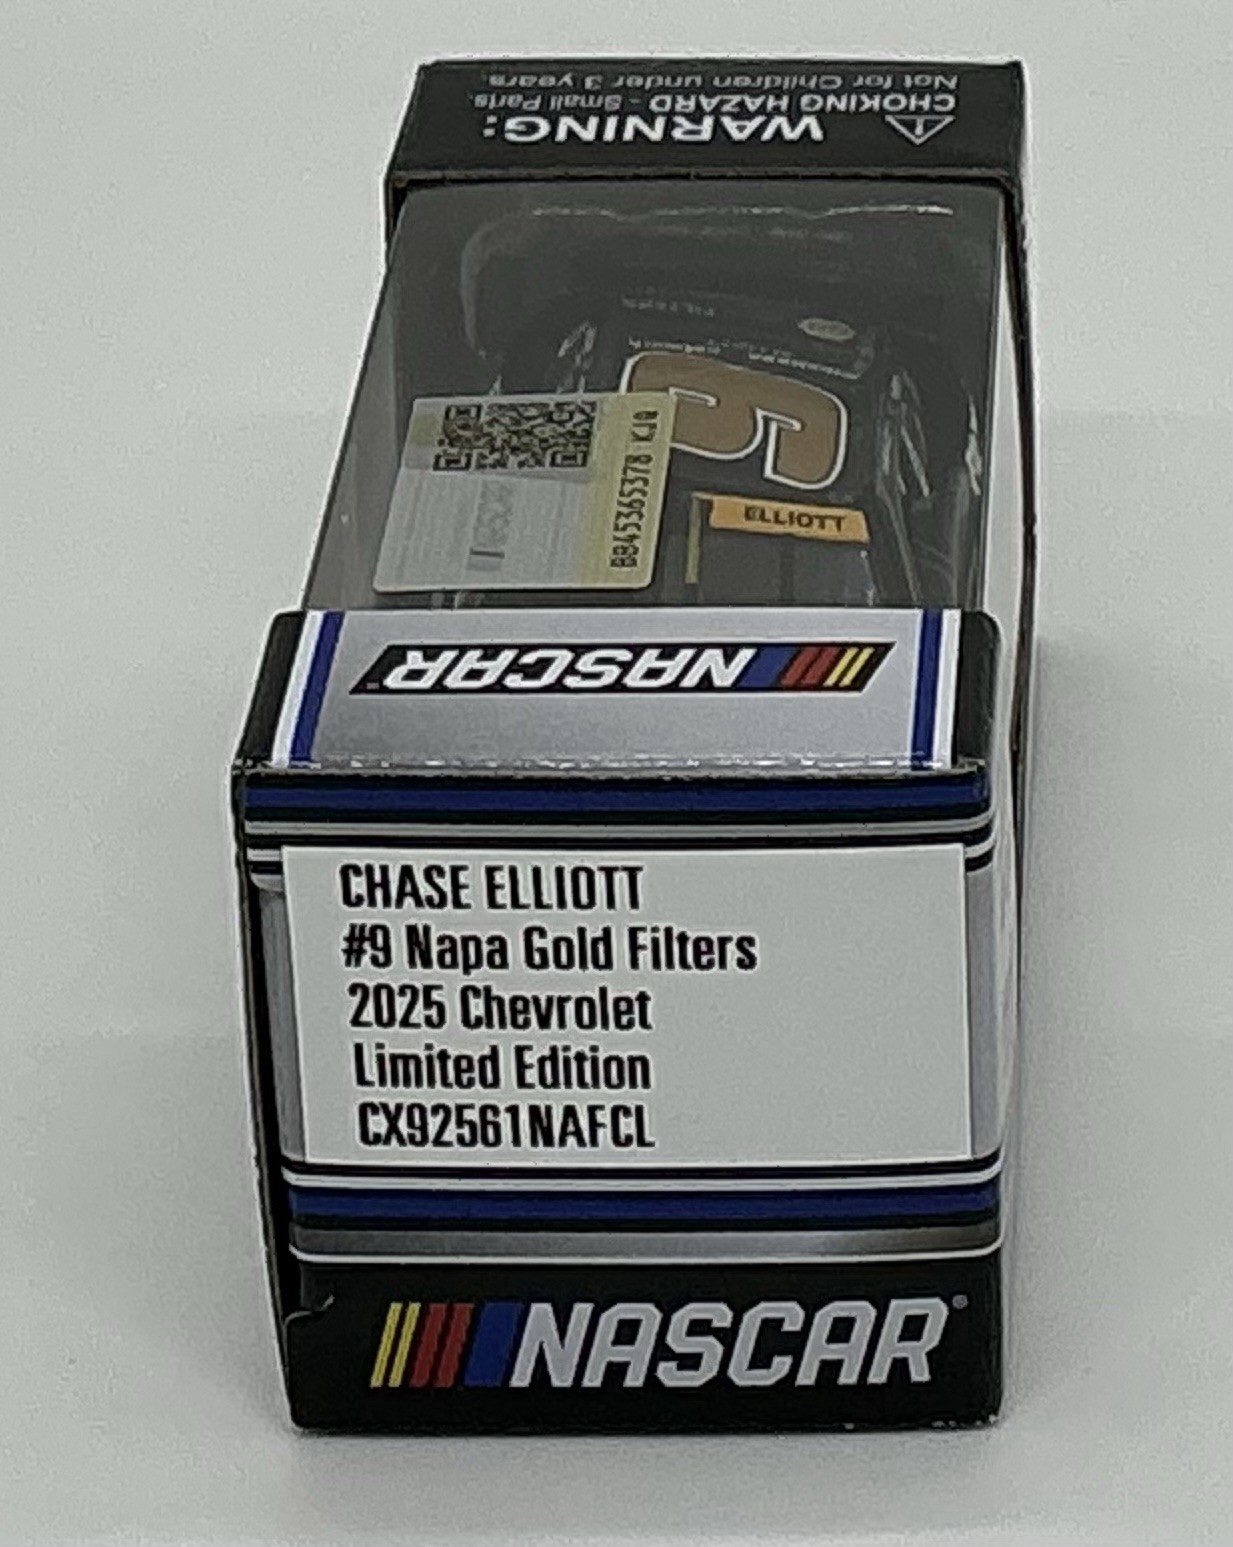 WARNING:
CHOKING HAZARD - Small Parts.
Not for Children under 3 years.
9
ELLIOTT
NASCAR
CHASE ELLIOTT
#9 Napa Gold Filters
2025 Chevrolet
Limited Edition
CX92561NAFCL
NASCAR®